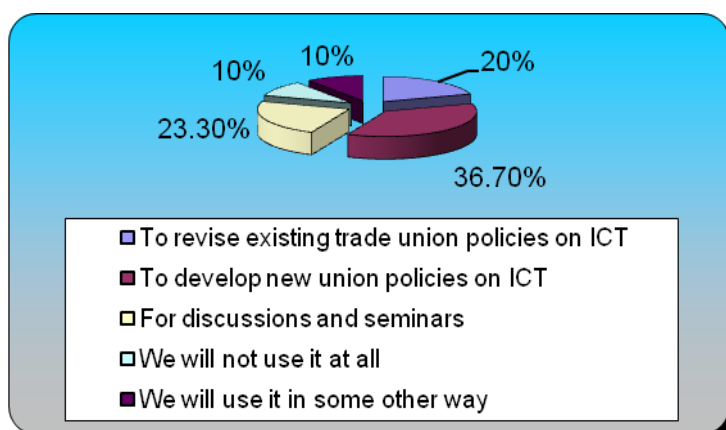 10%
20%
10%
23.30%
36.70%
To revise existing trade union policies on ICT
To develop new union policies on ICT
For discussions and seminars
We will not use it at all
We will use it in some other way